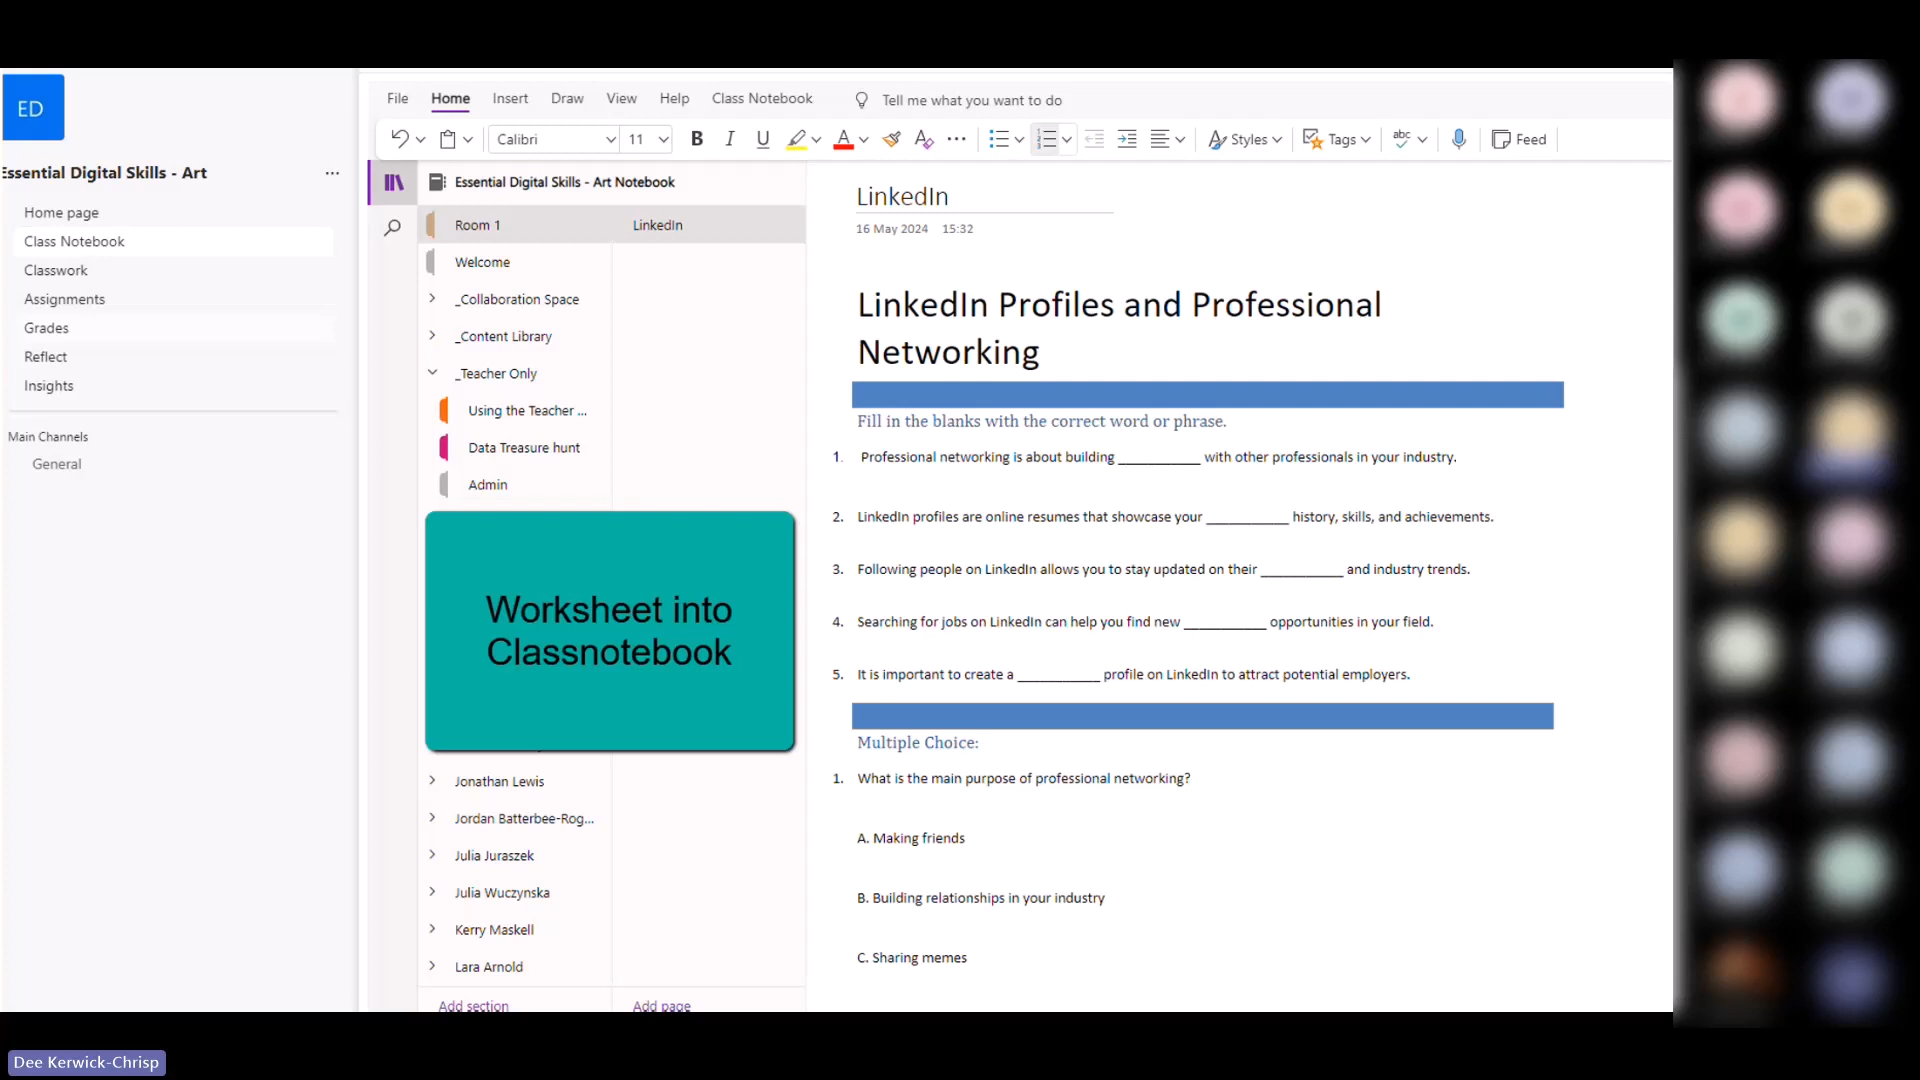 ED
Essential Digital Skills - Art
...
Home page
Class Notebook
Classwork
Assignments
Grades
Reflect
Insights
Main Channels
General
File Home Insert Draw View Help Class Notebook Tell me what you want to do
Calibri 11 B I U A A Styles Tags abc Feed
Essential Digital Skills - Art Notebook
Room 1
Welcome
_Collaboration Space
_Content Library
_Teacher Only
Using the Teacher ...
Data Treasure hunt
Admin
Worksheet into
Classnotebook
Jonathan Lewis
Jordan Batterbee-Rog...
Julia Juraszek
Julia Wuczynska
Kerry Maskell
Lara Arnold
Add section
LinkedIn
Add page
LinkedIn
16 May 2024 15:32
LinkedIn Profiles and Professional
Networking
Fill in the blanks with the correct word or phrase.
1. Professional networking is about building ___________ with other professionals in your industry.
2. LinkedIn profiles are online resumes that showcase your ___________ history, skills, and achievements.
3. Following people on LinkedIn allows you to stay updated on their ___________ and industry trends.
4. Searching for jobs on LinkedIn can help you find new ___________ opportunities in your field.
5. It is important to create a ___________ profile on LinkedIn to attract potential employers.
Multiple Choice:
1. What is the main purpose of professional networking?
A. Making friends
B. Building relationships in your industry
C. Sharing memes
Dee Kerwick-Chrisp